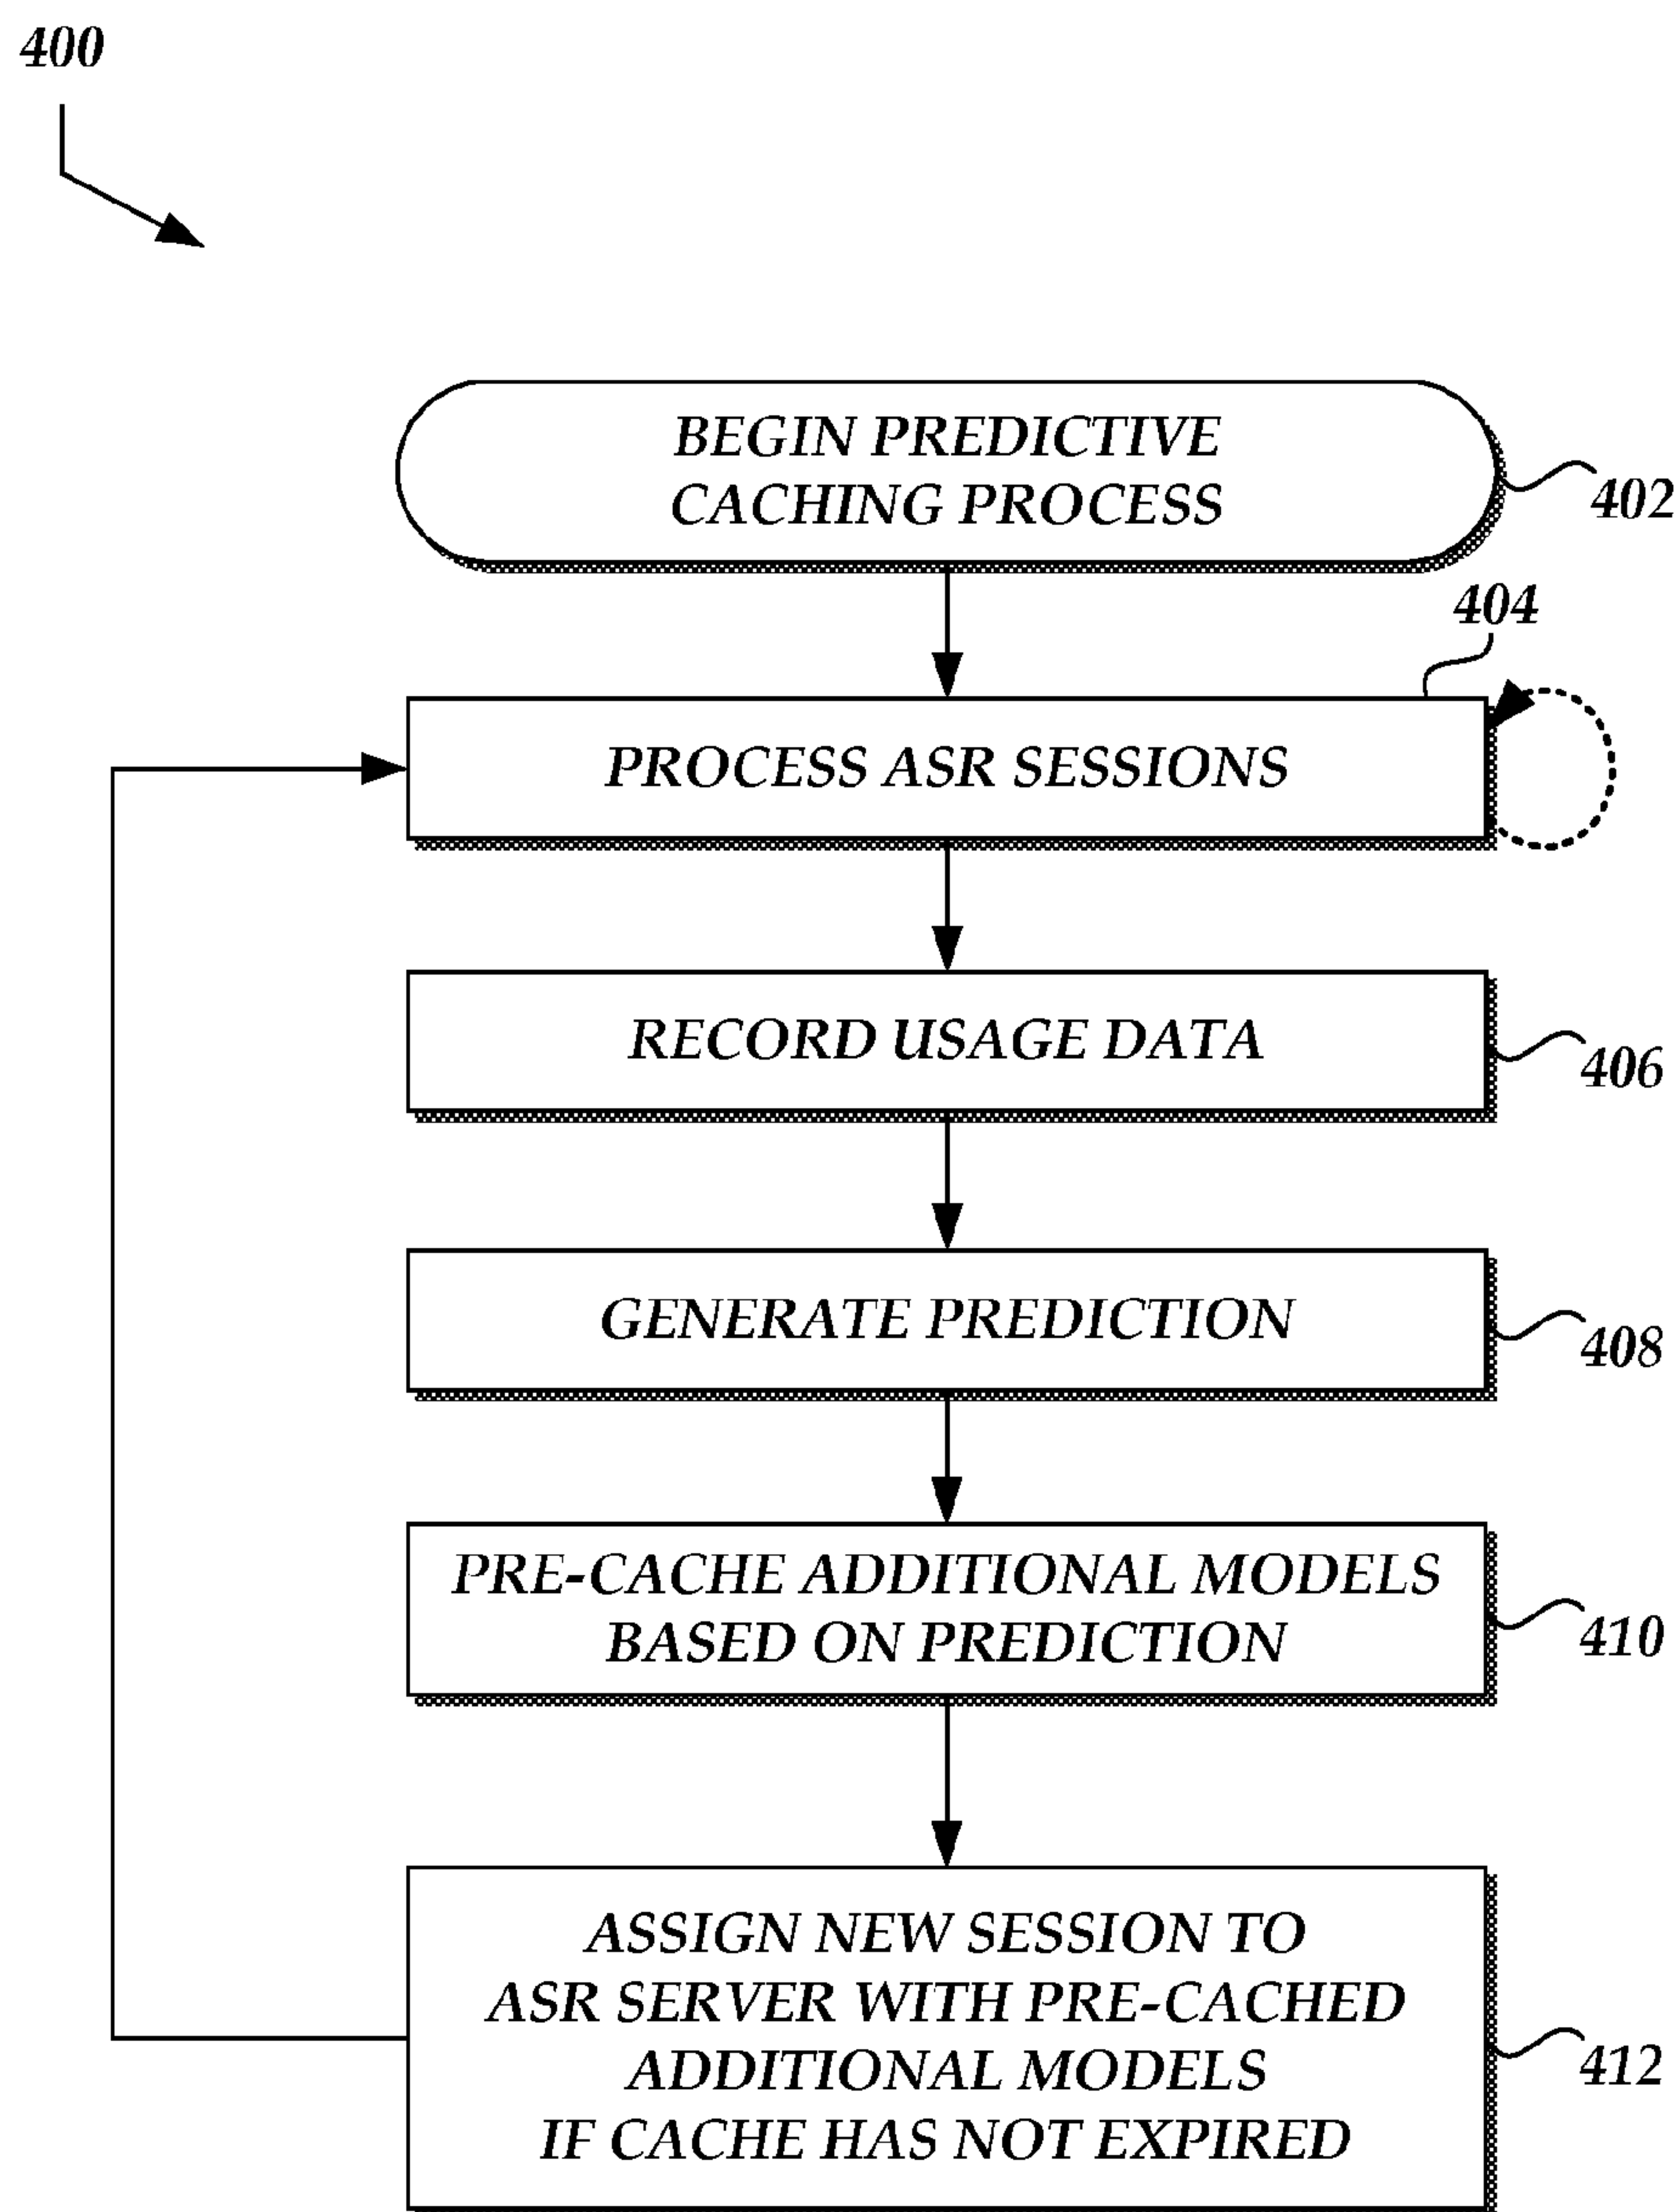 400
BEGIN PREDICTIVE
CACHING PROCESS
402
404
PROCESS ASR SESSIONS
RECORD USAGE DATA
406
GENERATE PREDICTION
408
PRE-CACHE ADDITIONAL MODELS
BASED ON PREDICTION
410
ASSIGN NEW SESSION TO
ASR SERVER WITH PRE-CACHED
ADDITIONAL MODELS
IF CACHE HAS NOT EXPIRED
412